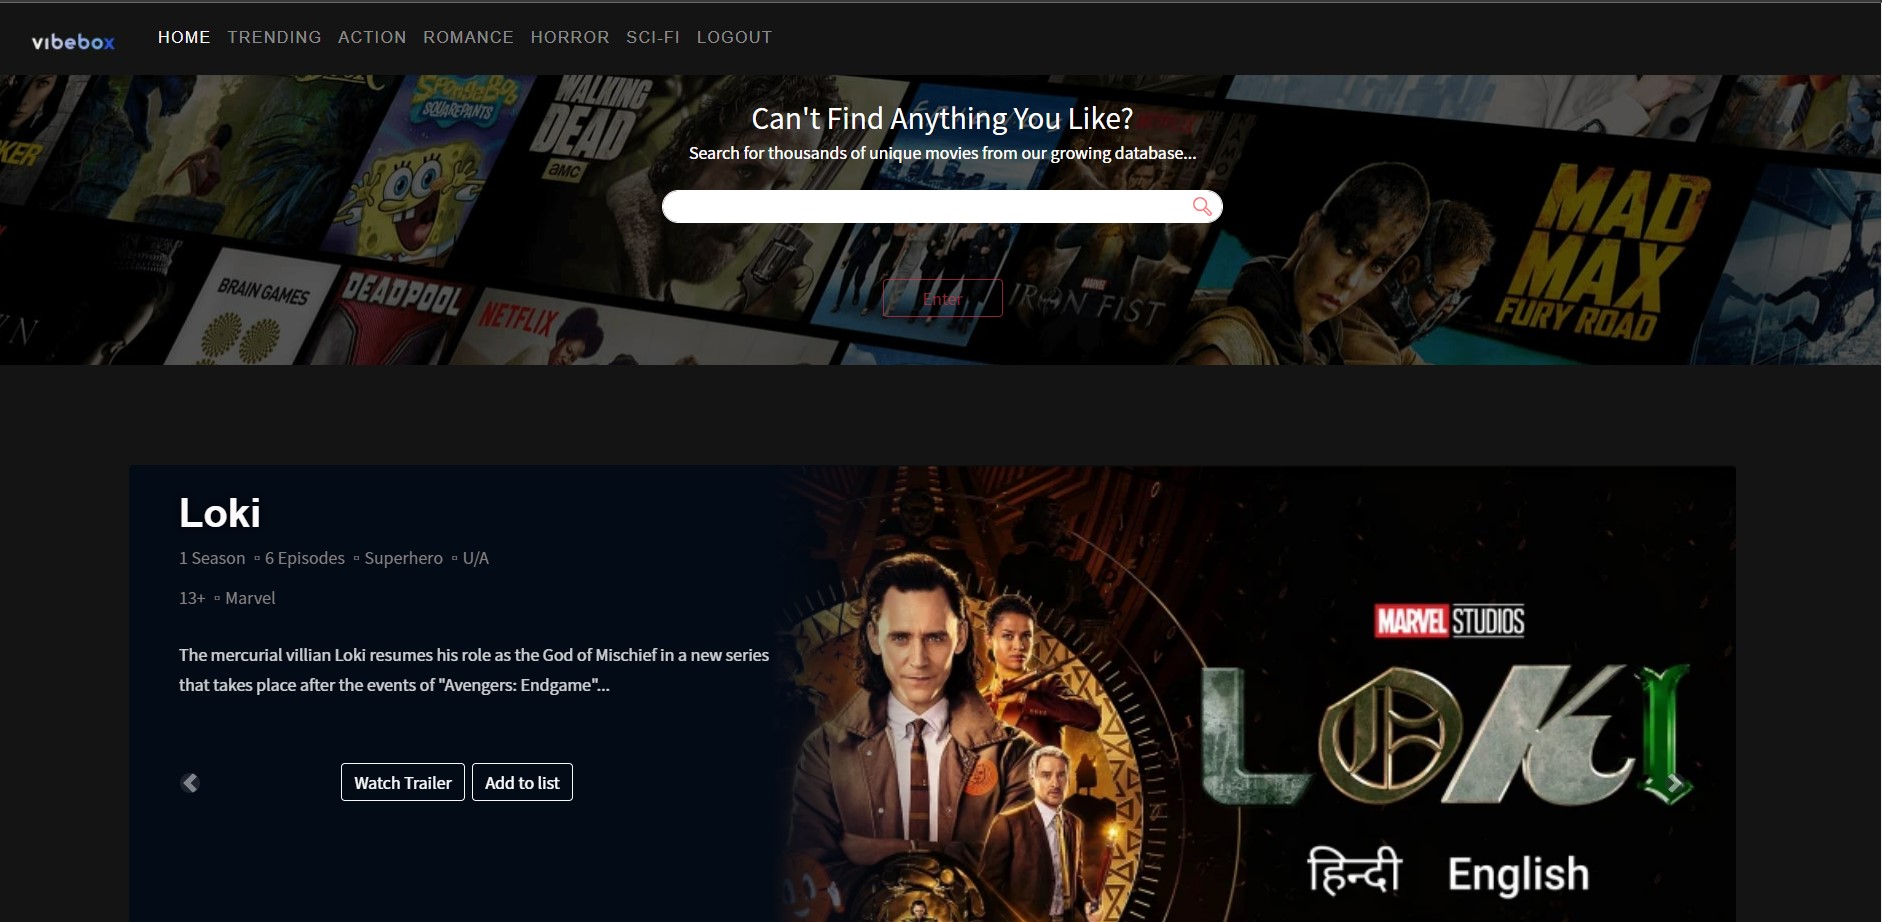 vibebox HOME TRENDING ACTION ROMANCE HORROR SCI-FI LOGOUT
SpongeBob
SQUAREPANTS
WALKING
DEAD
amc
Can't Find Anything You Like?
Search for thousands of unique movies from our growing database...
MAD
MAX
FURY ROAD
BRAIN GAMES
DEADPOOL
NETFLIX
Enter
MARVEL
IRON FIST
Loki
1 Season ▫ 6 Episodes ▫ Superhero ▫ U/A
13+ ▫ Marvel
The mercurial villian Loki resumes his role as the God of Mischief in a new series
that takes place after the events of "Avengers: Endgame"...
Watch Trailer Add to list
MARVEL STUDIOS
LOKI
हिन्दी English